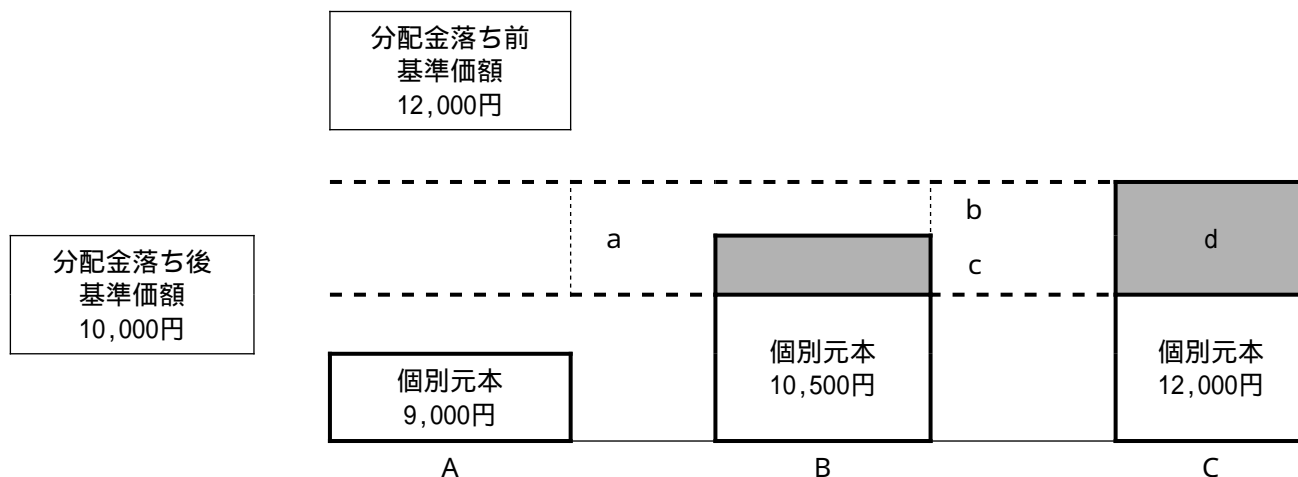 分配金落ち前
基準価額
12,000円
a
b
c
d
分配金落ち後
基準価額
10,000円
個別元本
9,000円
個別元本
10,500円
個別元本
12,000円
A
B
C